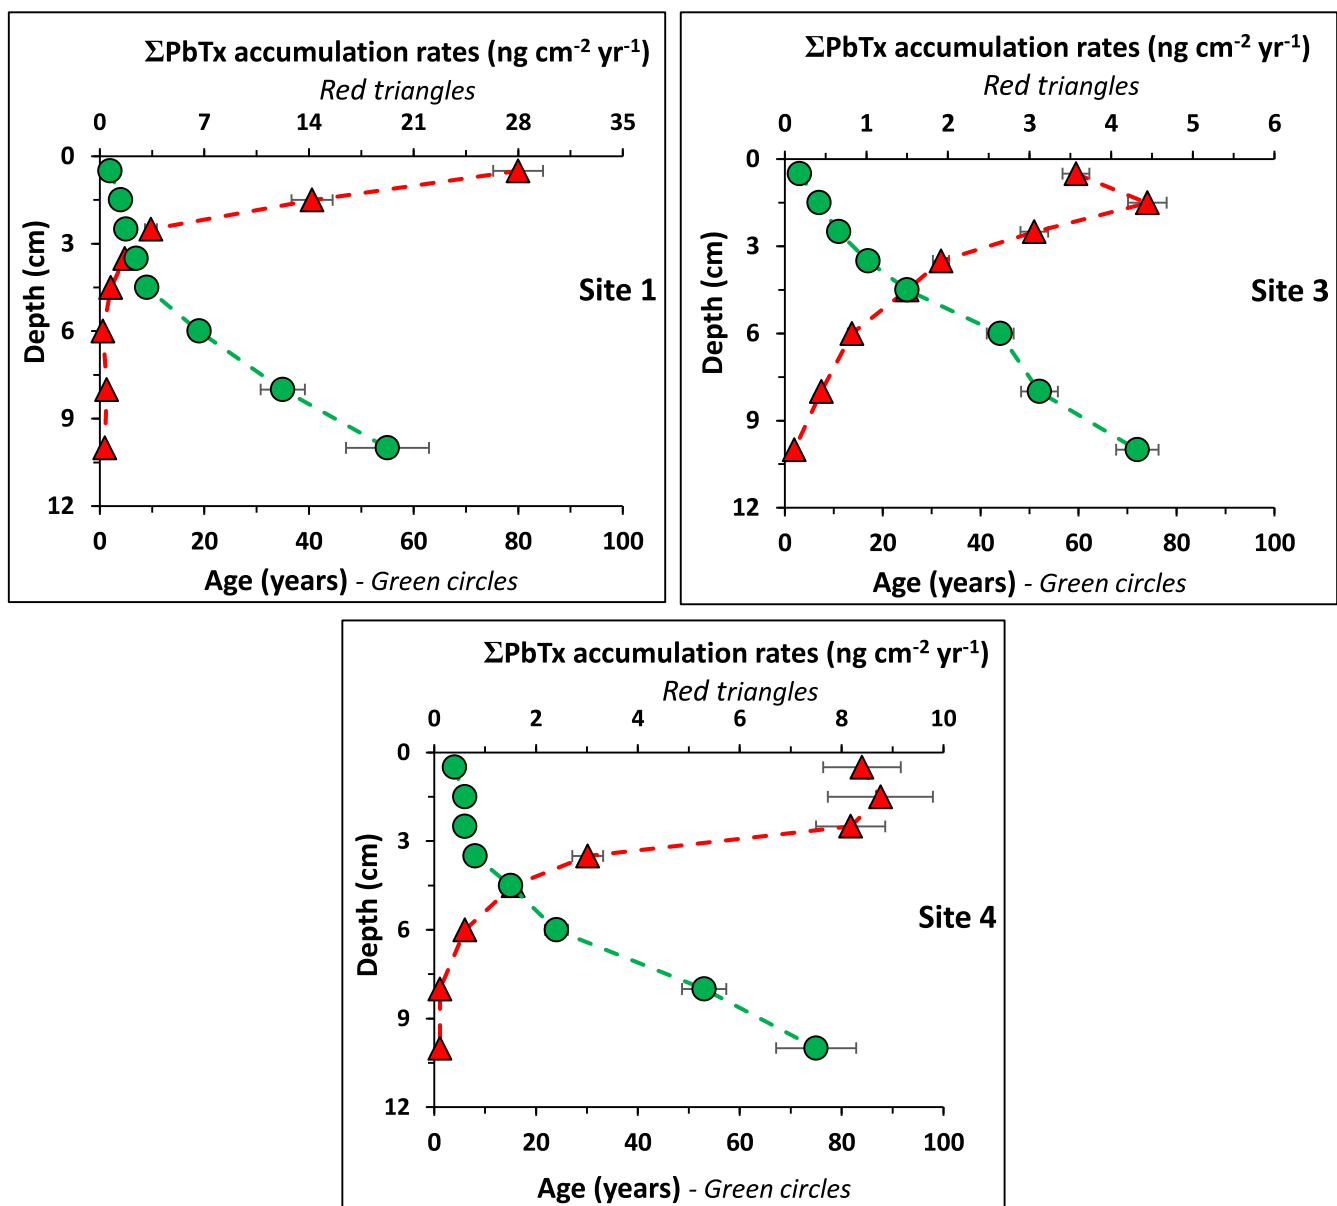 ΣPbTx accumulation rates (ng cm⁻² yr⁻¹)
Red triangles
0 7 14 21 28 35
0
3
6
9
12
Depth (cm)
Site 1
0 20 40 60 80 100
Age (years) - Green circles
ΣPbTx accumulation rates (ng cm⁻² yr⁻¹)
Red triangles
0 1 2 3 4 5 6
0
3
6
9
12
Depth (cm)
Site 3
0 20 40 60 80 100
Age (years) - Green circles
ΣPbTx accumulation rates (ng cm⁻² yr⁻¹)
Red triangles
0 2 4 6 8 10
0
3
6
9
12
Depth (cm)
Site 4
0 20 40 60 80 100
Age (years) - Green circles